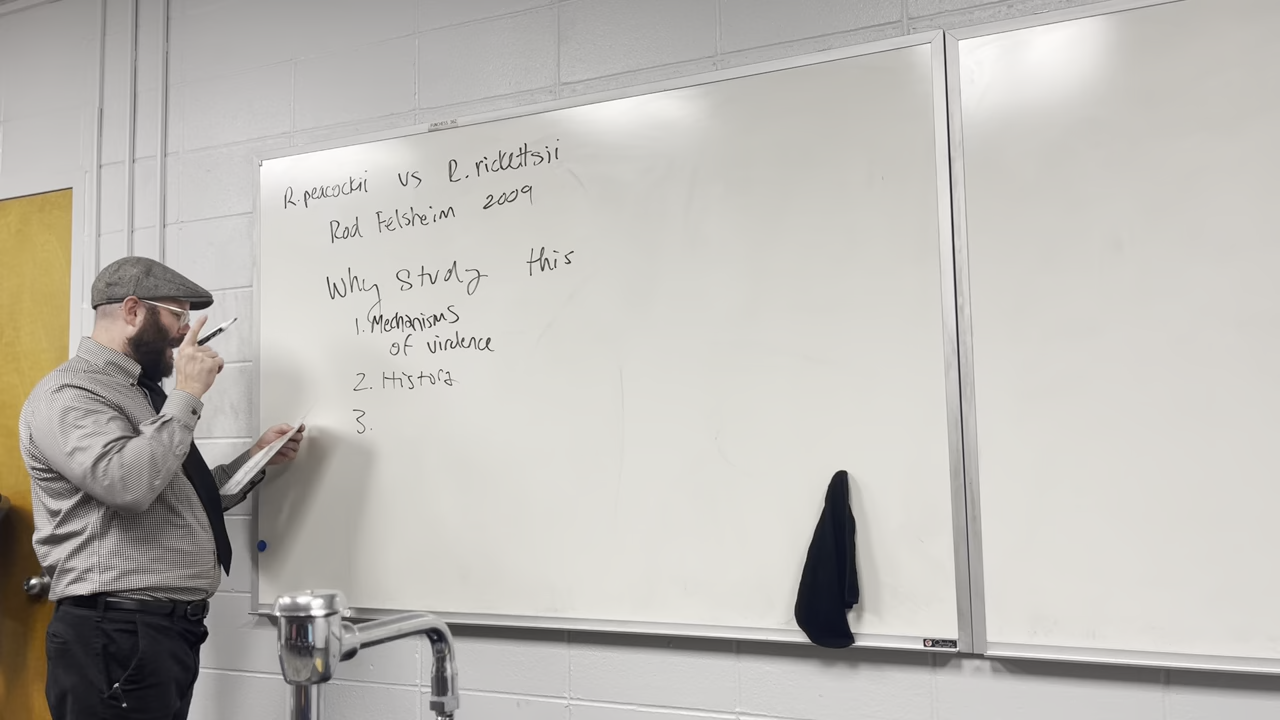 R.peacockii vs R.rickettsii
Rod Felsheim 2009
Why Study this
1. Mechanisms
of virulence
2. History
3.